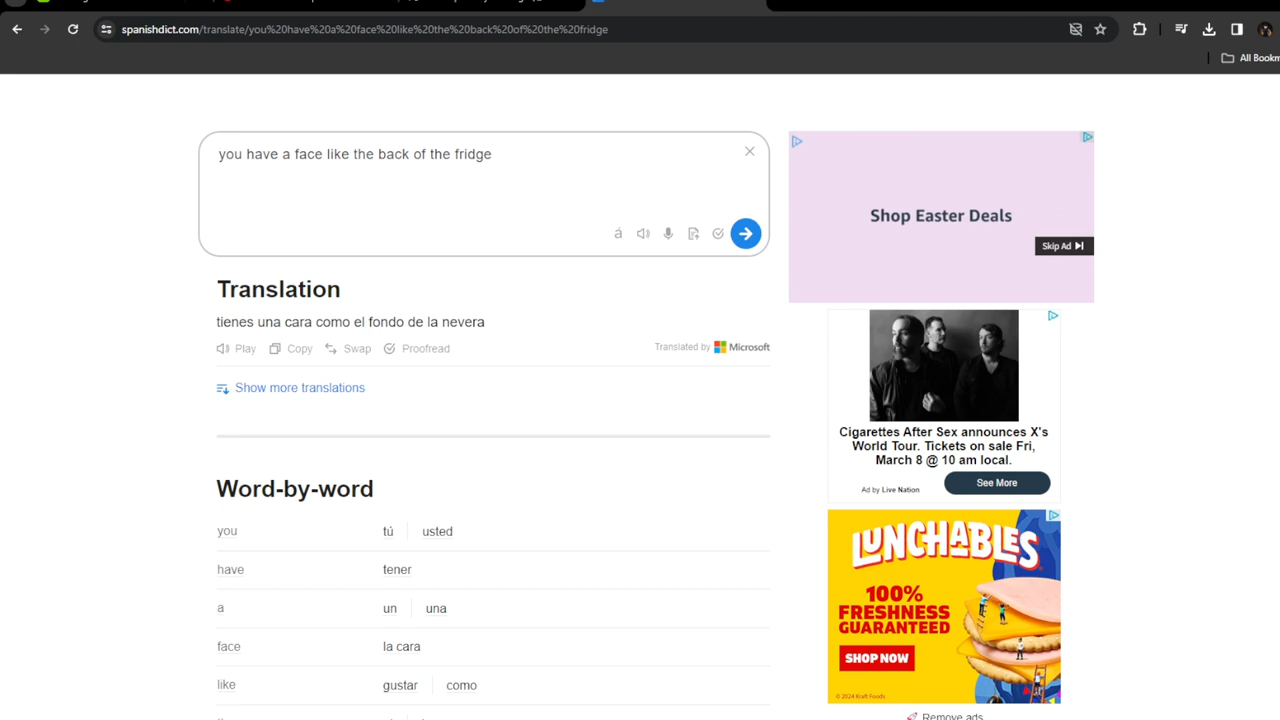 spanishdict.com/translate/you%20have%20a%20face%20like%20the%20back%20of%20the%20fridge
All Bookm
you have a face like the back of the fridge
á
Translation
tienes una cara como el fondo de la nevera
Play Copy Swap Proofread
Translated by Microsoft
Show more translations
Word-by-word
you tú usted
have tener
a un una
face la cara
like gustar como
Shop Easter Deals
Skip Ad
Cigarettes After Sex announces X's
World Tour. Tickets on sale Fri,
March 8 @ 10 am local.
Ad by Live Nation
See More
LUNCHABLES
100%
FRESHNESS
GUARANTEED
SHOP NOW
© 2024 Kraft Foods
Remove ads